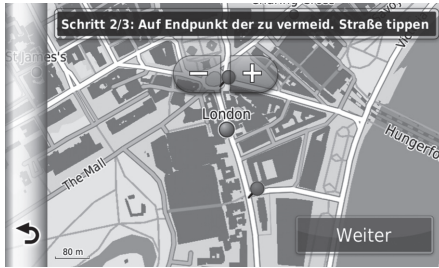 Schritt 2/3: Auf Endpunkt der zu vermeid. Straße tippen
St James's
London
Hungerfo
The Mall
Weiter
80 m